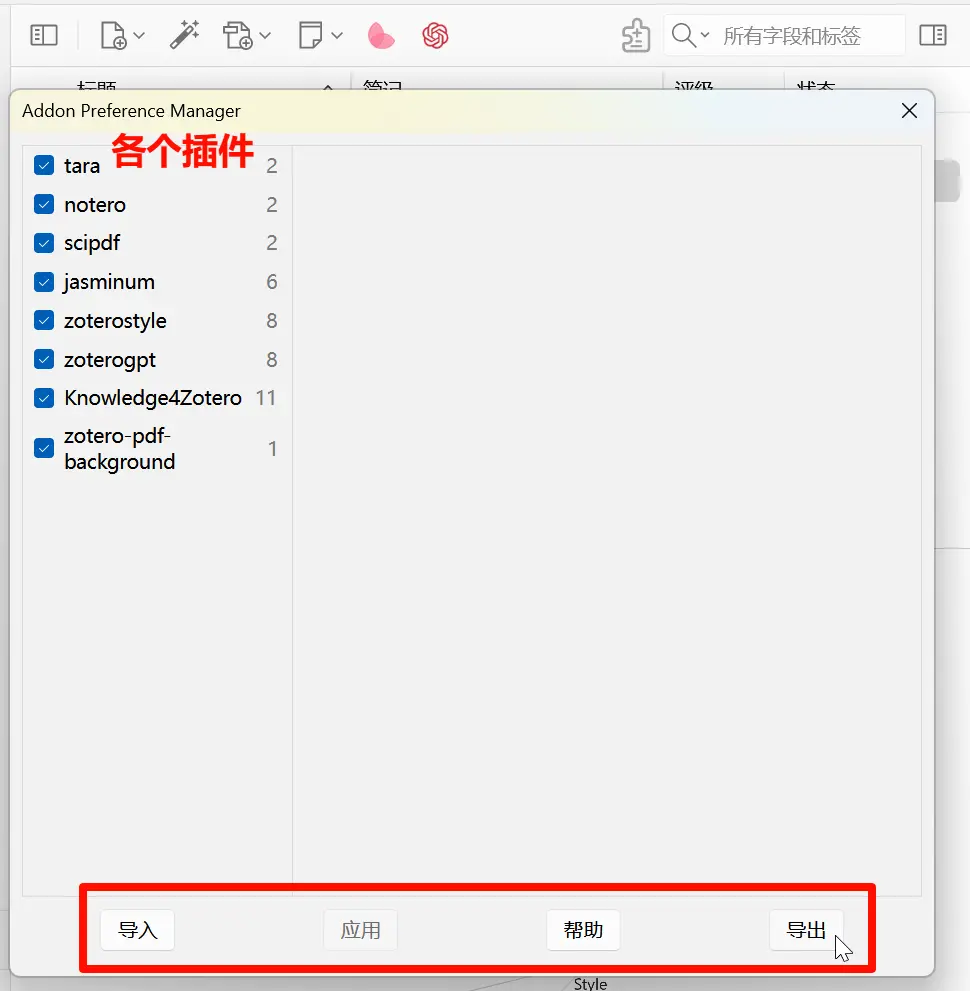 所有字段和标签
标题 笔记 评级 状态
Addon Preference Manager
各个插件
tara 2
notero 2
scipdf 2
jasminum 6
zoterostyle 8
zoterogpt 8
Knowledge4Zotero 11
zotero-pdf-
background 1
导入 应用 帮助 导出
Style